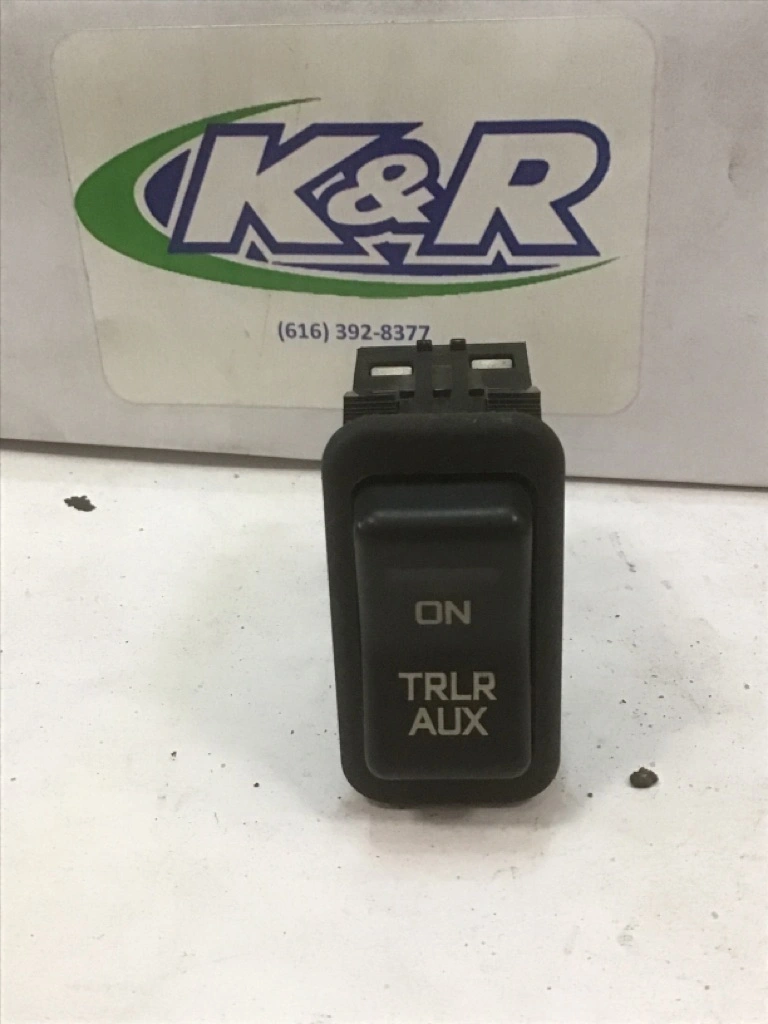 K&R
(616) 392-8377
ON
TRLR
AUX